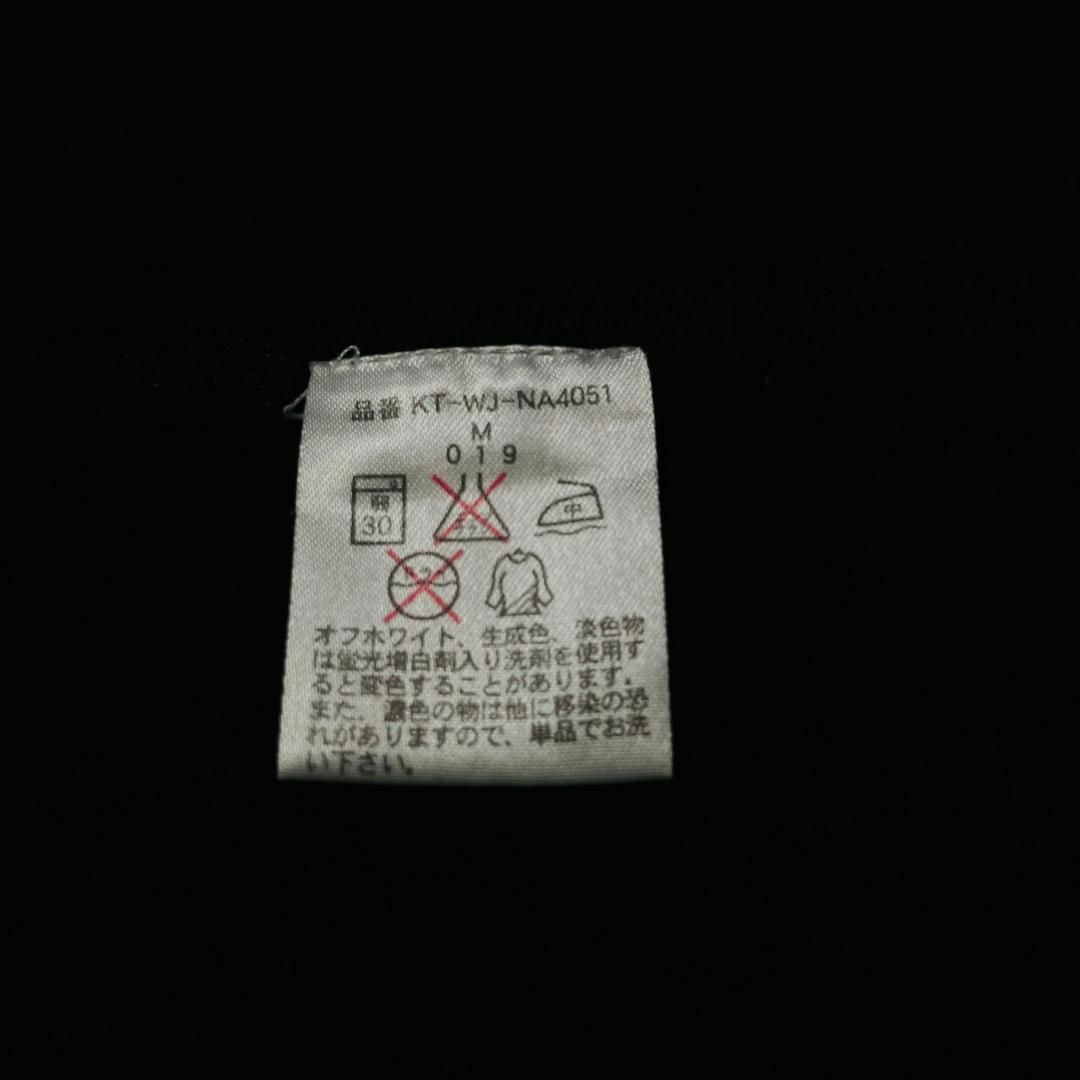 品番 KT-WJ-NA4051
M
0 1 9
弱
30
中
オフホワイト、生成色、淡色物
は蛍光増白剤入り洗剤を使用す
ると変色することがあります。
また、濃色の物は他に移染の恐
れがありますので、単品でお洗
い下さい。